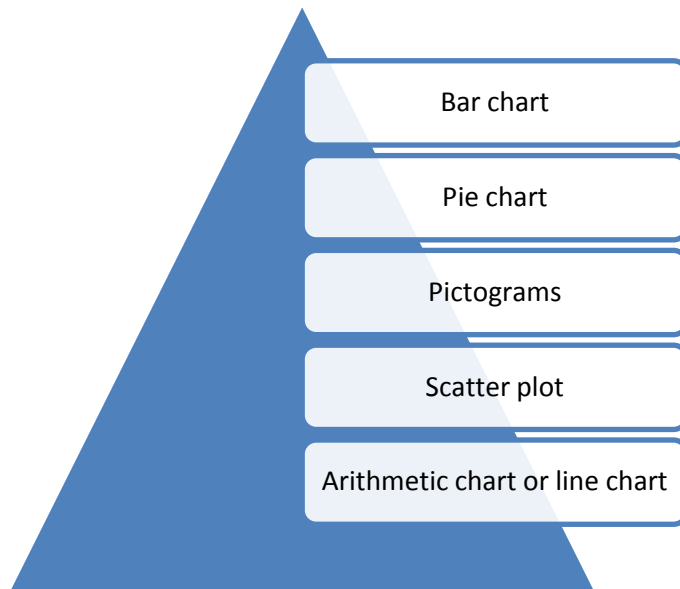 Bar chart
Pie chart
Pictograms
Scatter plot
Arithmetic chart or line chart